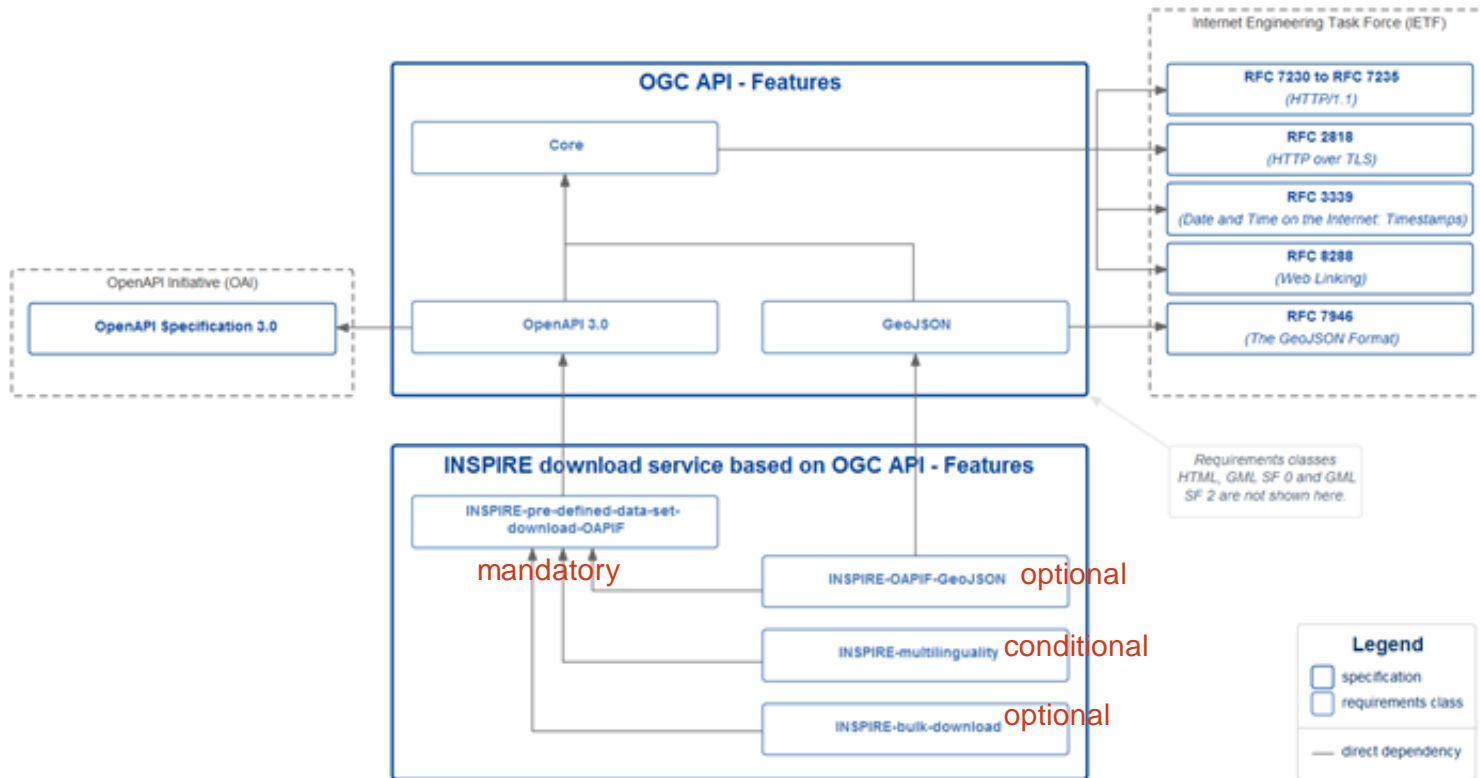 Internet Engineering Task Force (IETF)
OGC API - Features
RFC 7230 to RFC 7235
(HTTP/1.1)
Core
RFC 2818
(HTTP over TLS)
RFC 3339
(Date and Time on the Internet: Timestamps)
RFC 8288
(Web Linking)
OpenAPI Initiative (OAI)
OpenAPI Specification 3.0
OpenAPI 3.0
GeoJSON
RFC 7946
(The GeoJSON Format)
INSPIRE download service based on OGC API - Features
Requirements classes
HTML, GML SF 0 and GML
SF 2 are not shown here.
INSPIRE-pre-defined-data-set-
download-OAPIF
mandatory
INSPIRE-OAPIF-GeoJSON optional
INSPIRE-multilinguality conditional
INSPIRE-bulk-download optional
Legend
specification
requirements class
direct dependency